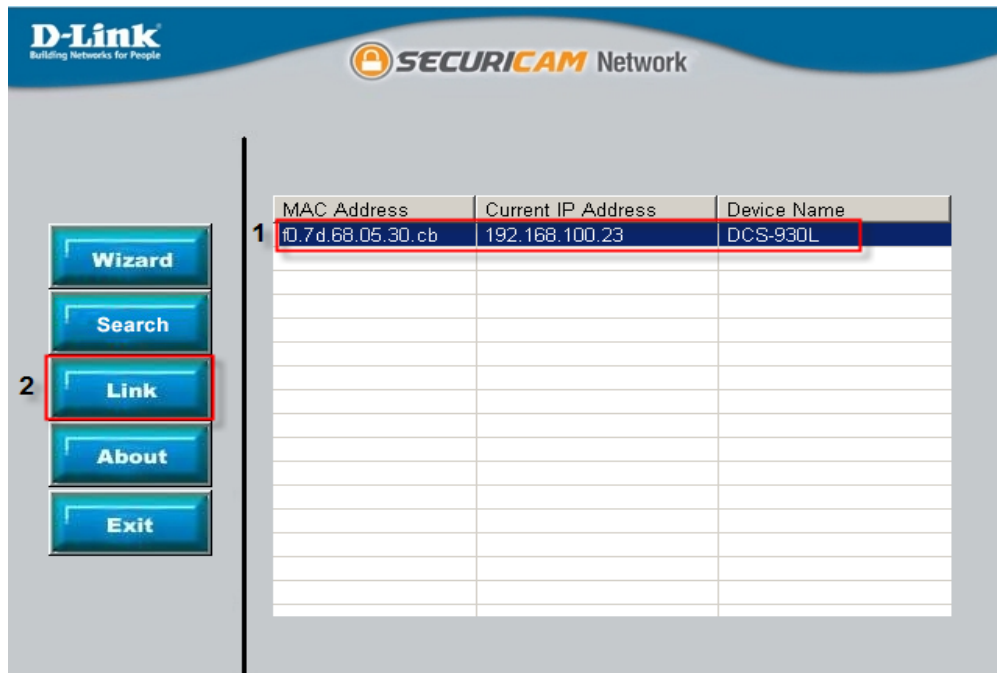 D-Link
Building Networks for People
SECURICAM Network
MAC Address Current IP Address Device Name
1 f0.7d.68.05.30.cb 192.168.100.23 DCS-930L
Wizard
Search
2 Link
About
Exit